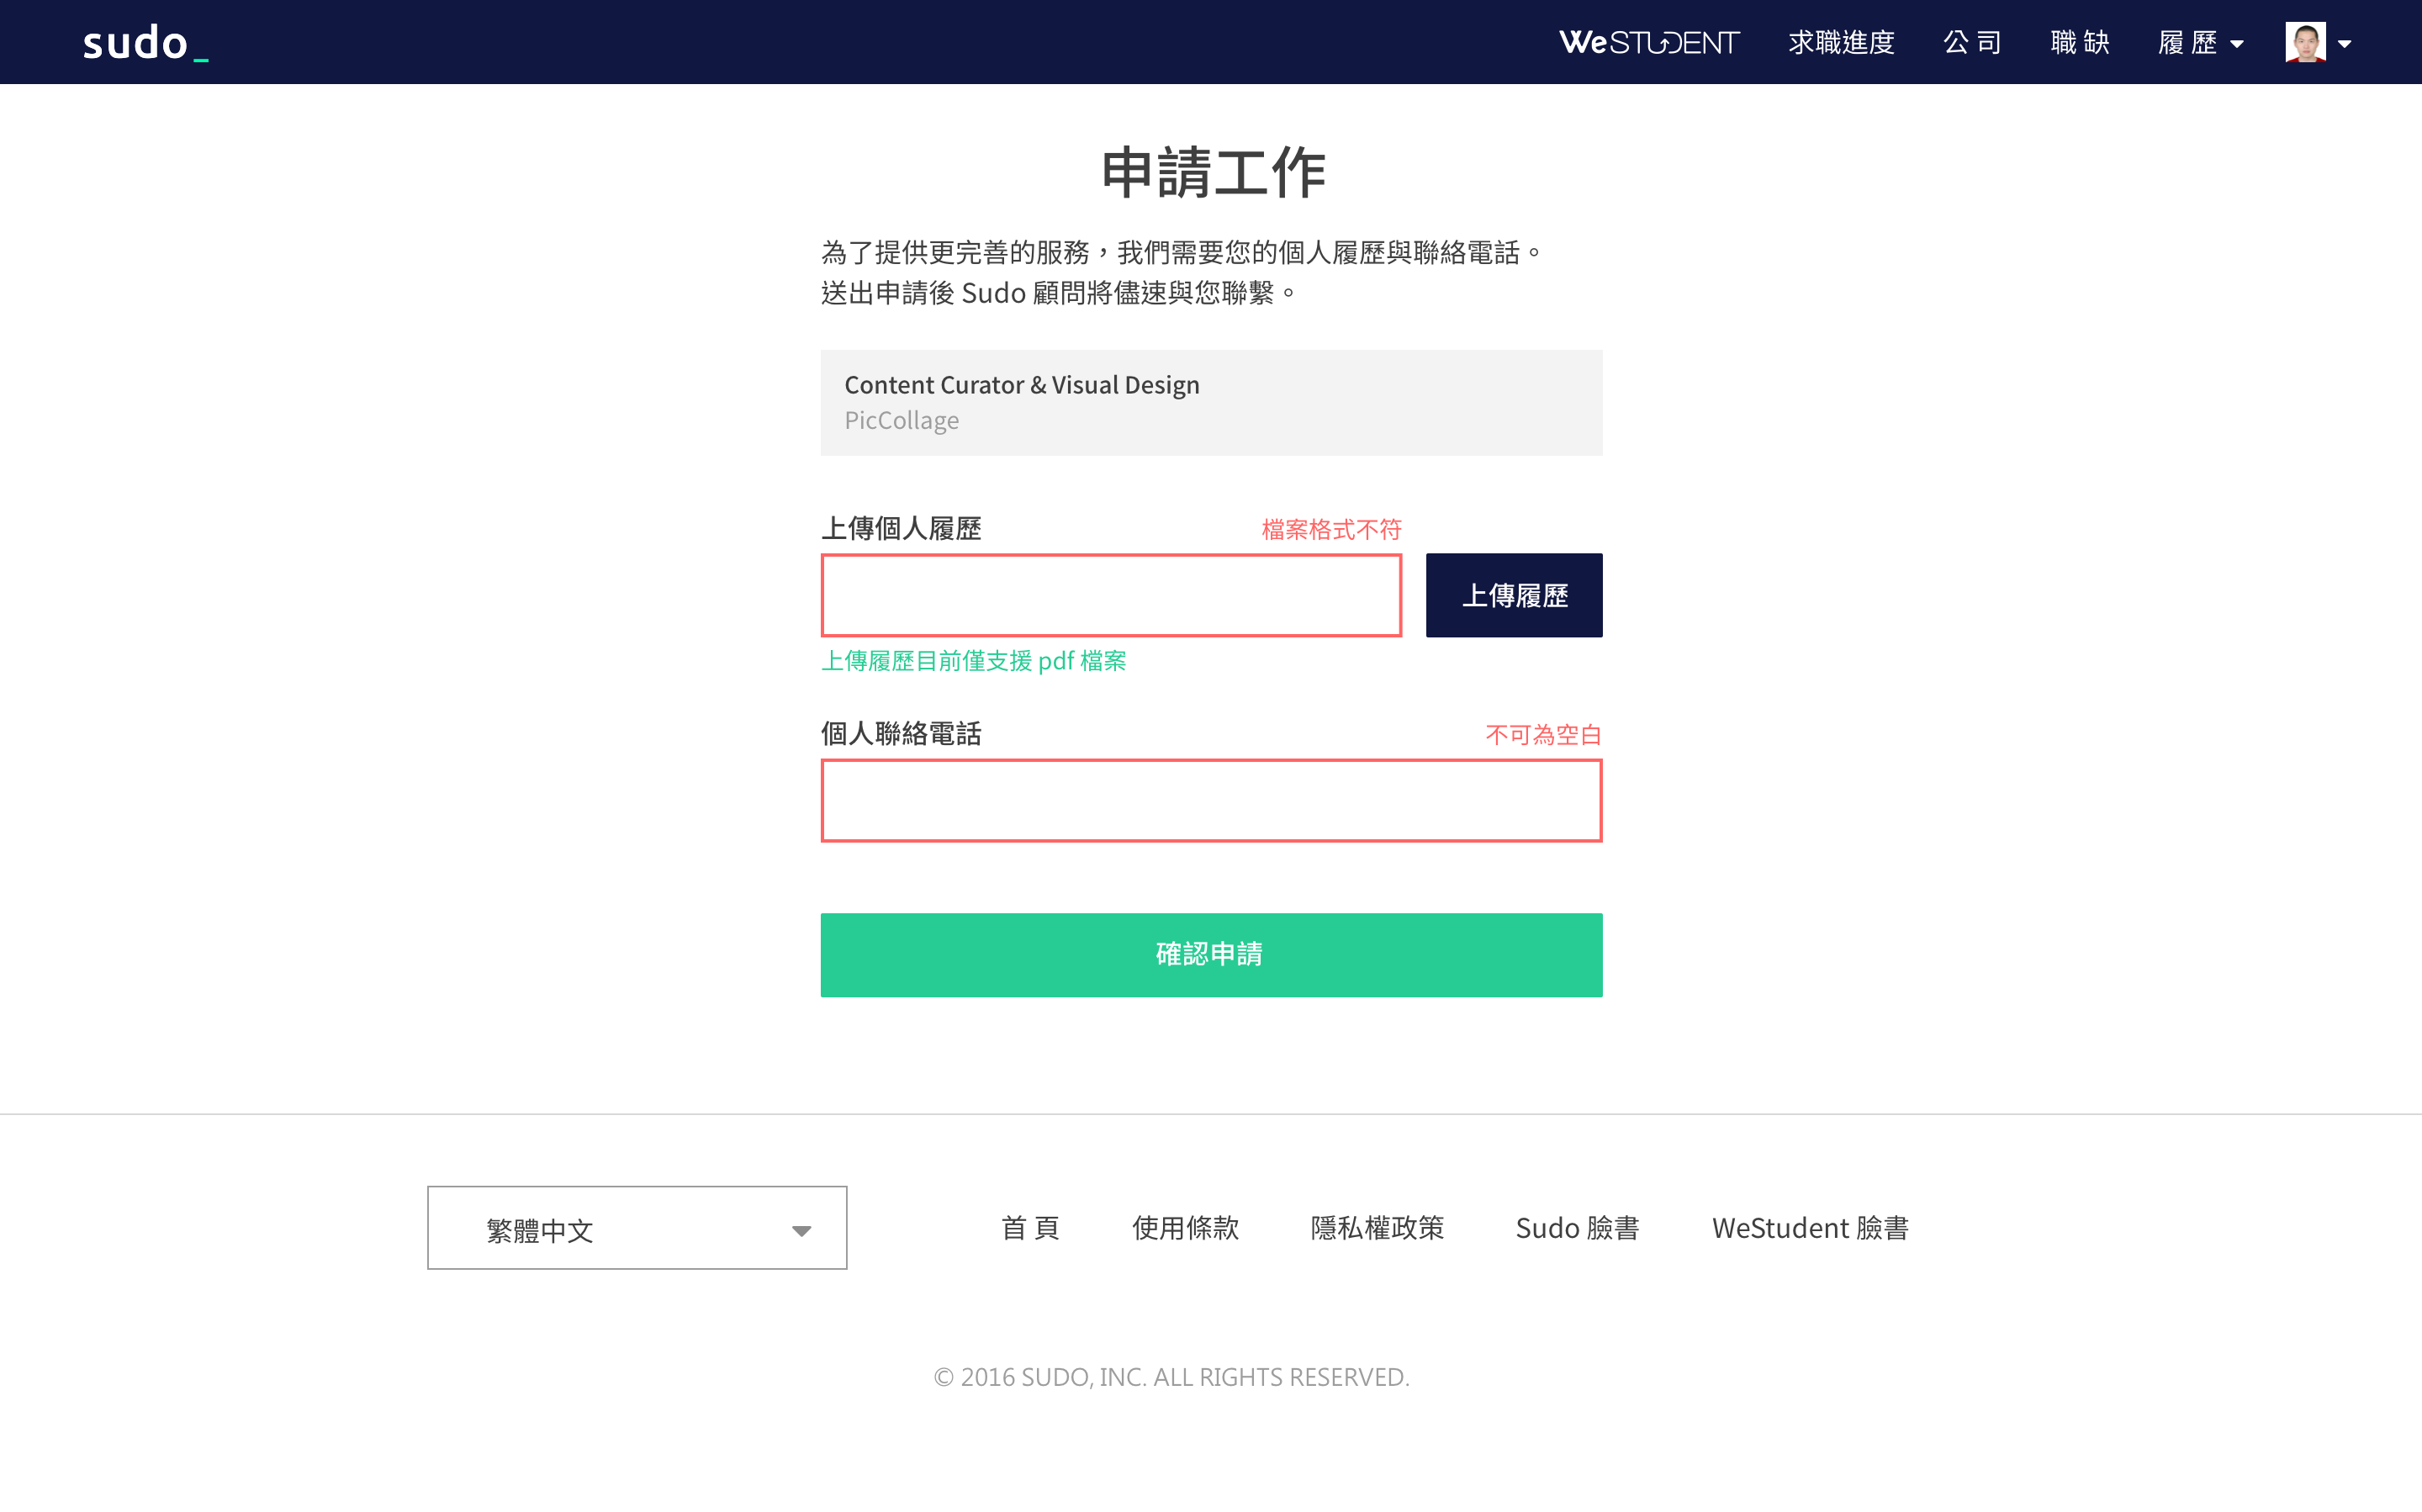 sudo_
WeSTUDENT 求職進度 公司 職缺 履歷
申請工作
為了提供更完善的服務，我們需要您的個人履歷與聯絡電話。
送出申請後 Sudo 顧問將儘速與您聯繫。
Content Curator & Visual Design
PicCollage
上傳個人履歷 檔案格式不符
上傳履歷
上傳履歷目前僅支援 pdf 檔案
個人聯絡電話 不可為空白
確認申請
繁體中文 首頁 使用條款 隱私權政策 Sudo 臉書 WeStudent 臉書
© 2016 SUDO, INC. ALL RIGHTS RESERVED.